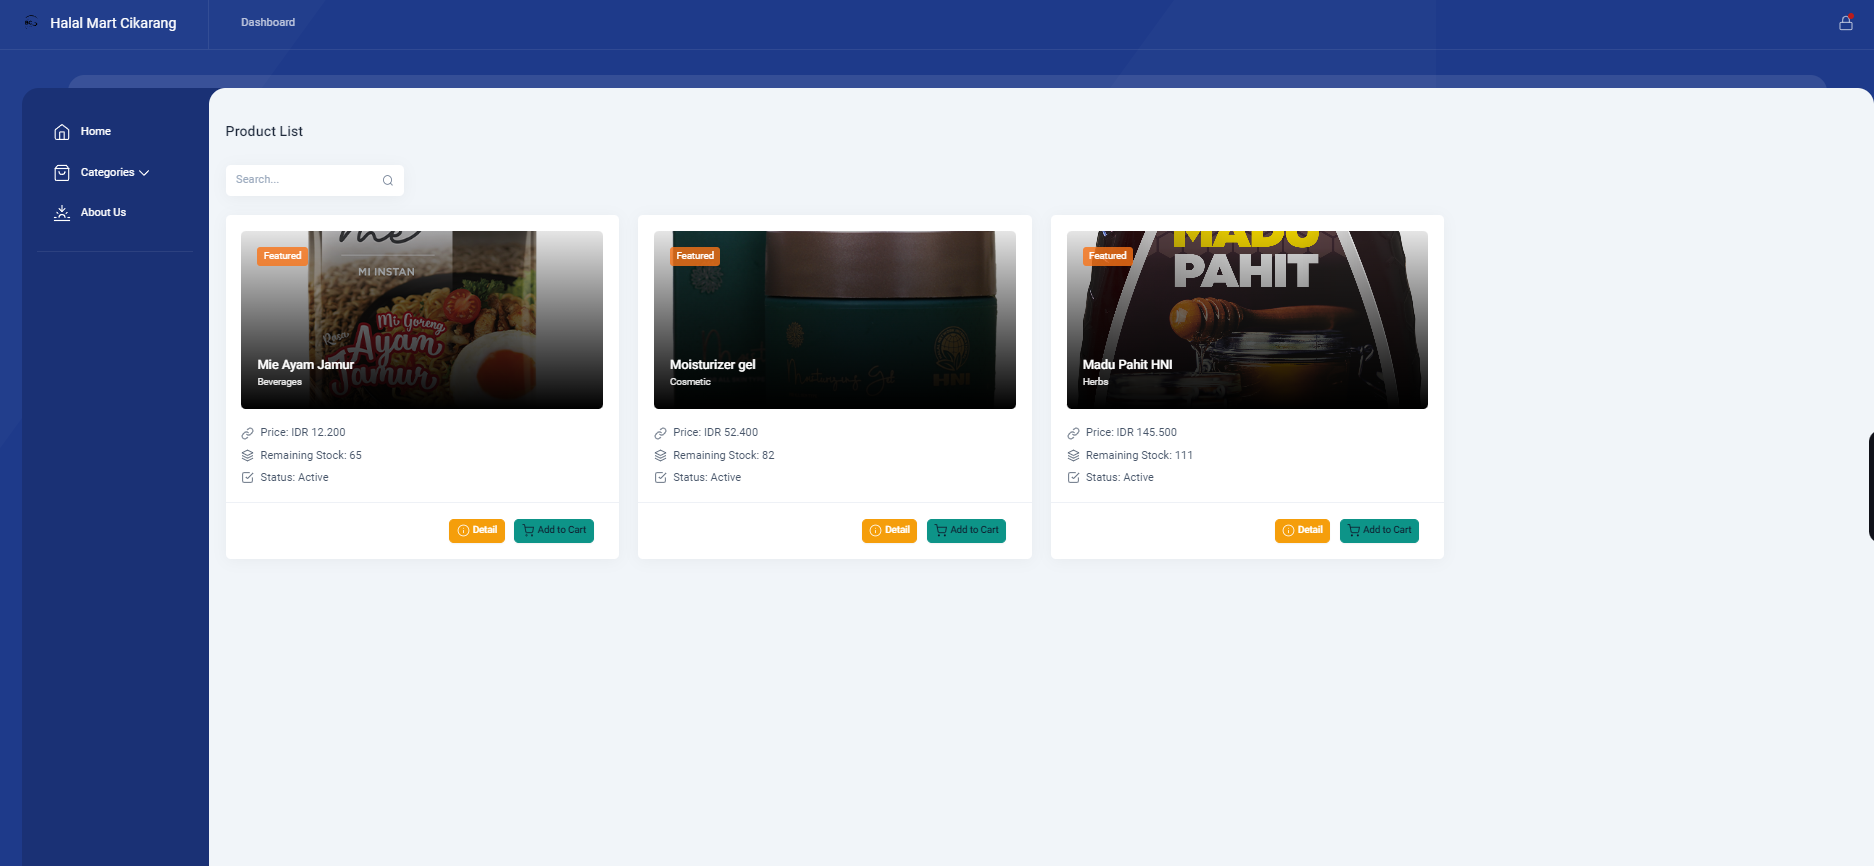 Halal Mart Cikarang
Dashboard
Home
Categories
About Us
Product List
Search...
Featured
me
MI INSTAN
Mi Goreng
Rasa
Ayam
Jamur
Mie Ayam Jamur
Beverages
Price: IDR 12.200
Remaining Stock: 65
Status: Active
Detail
Add to Cart
Featured
Moisturizing Gel
HNI
Moisturizer gel
Cosmetic
Price: IDR 52.400
Remaining Stock: 82
Status: Active
Detail
Add to Cart
Featured
MADU
PAHIT
Madu Pahit HNI
Herbs
Price: IDR 145.500
Remaining Stock: 111
Status: Active
Detail
Add to Cart